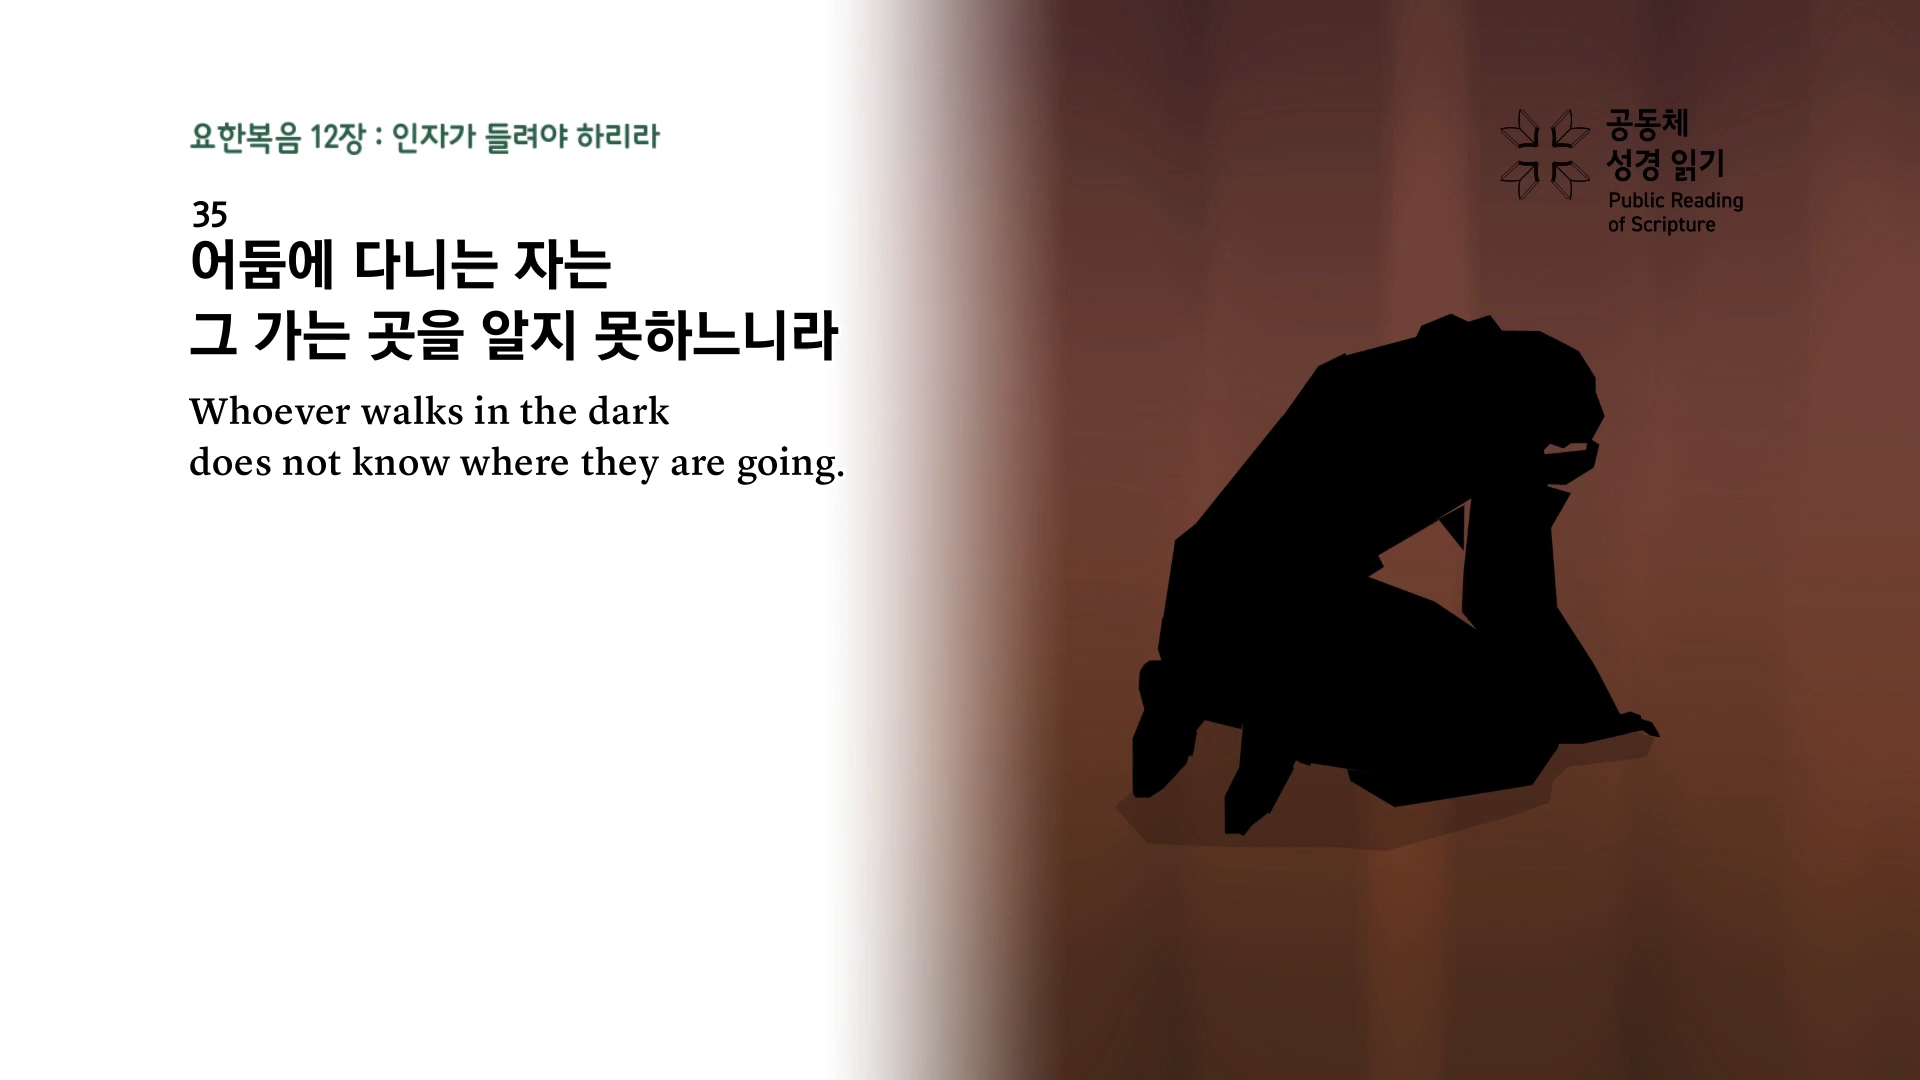 요한복음 12장 : 인자가 들려야 하리라
35
어둠에 다니는 자는
그 가는 곳을 알지 못하느니라
Whoever walks in the dark
does not know where they are going.
공동체
성경 읽기
Public Reading
of Scripture